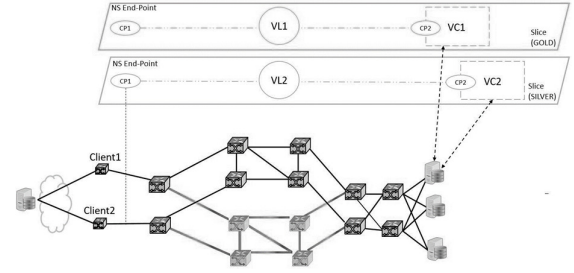 NS End-Point
CP1
VL1
CP2
VC1
Slice
(GOLD)
NS End-Point
CP1
VL2
CP2
VC2
Slice
(SILVER)
Client1
Client2